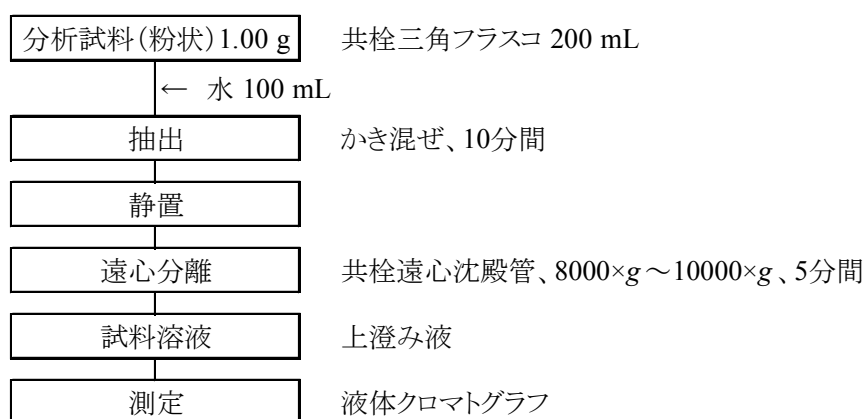 分析試料(粉状)1.00 g 共栓三角フラスコ 200 mL
← 水 100 mL
抽出 かき混ぜ、10分間
静置
遠心分離 共栓遠心沈殿管、8000×g～10000×g、5分間
試料溶液 上澄み液
測定 液体クロマトグラフ